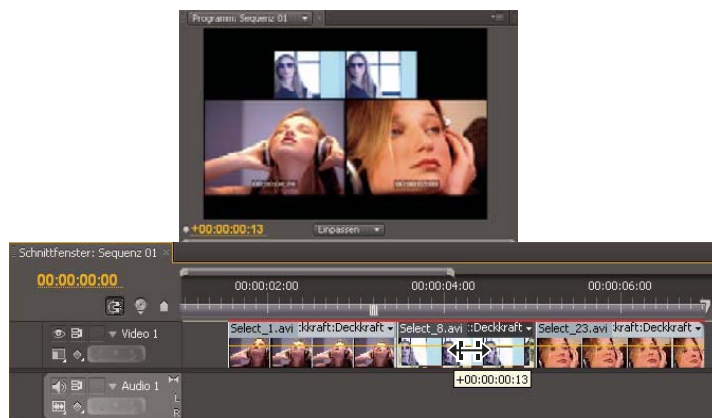 Programm: Sequenz 01
+00:00:00:13
Einpassen
Schnittfenster: Sequenz 01
00:00:00:00
00:00:02:00
00:00:04:00
00:00:06:00
Video 1
Select_1.avi :kkraft:Deckkraft
Select_8.avi ::Deckkraft
Select_23.avi :kraft:Deckkraft
+00:00:00:13
Audio 1
L
R